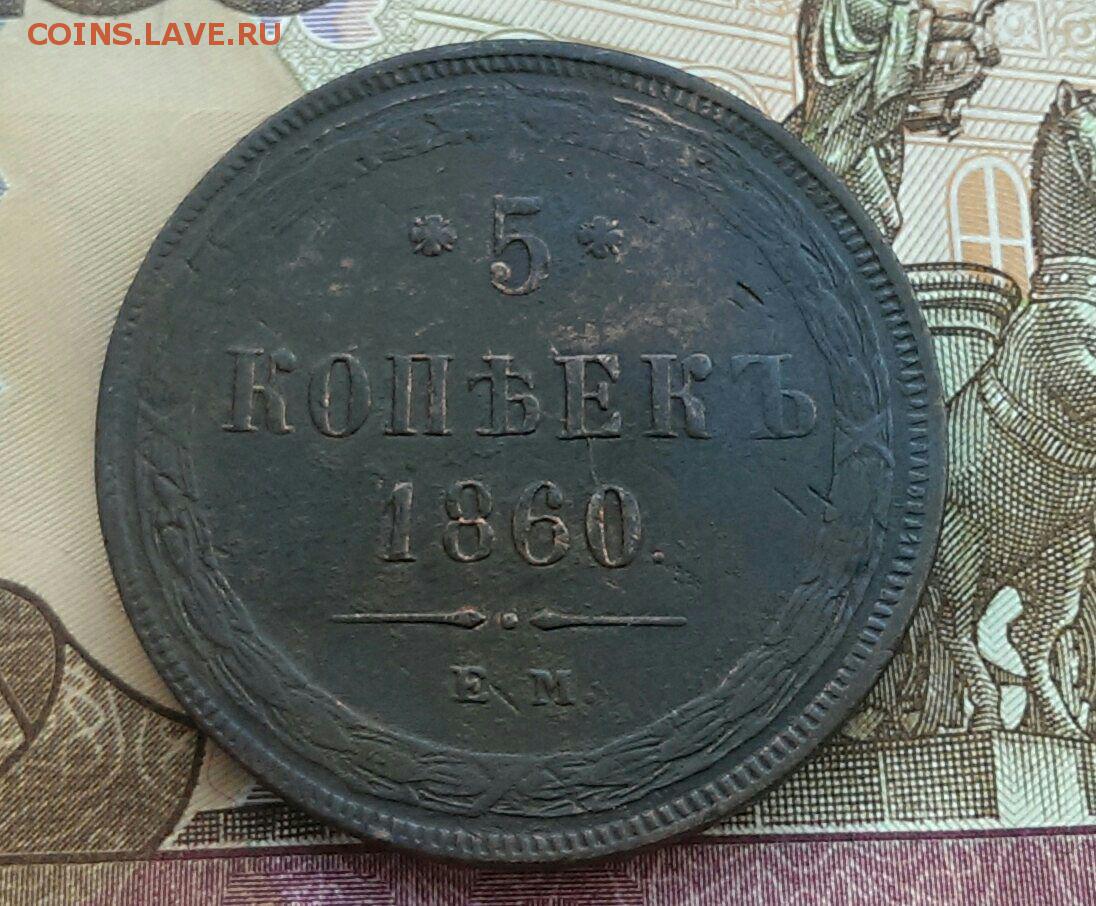 COINS.LAVE.RU
* 5 *
КОПѢЕКЪ
1860.
Е М.